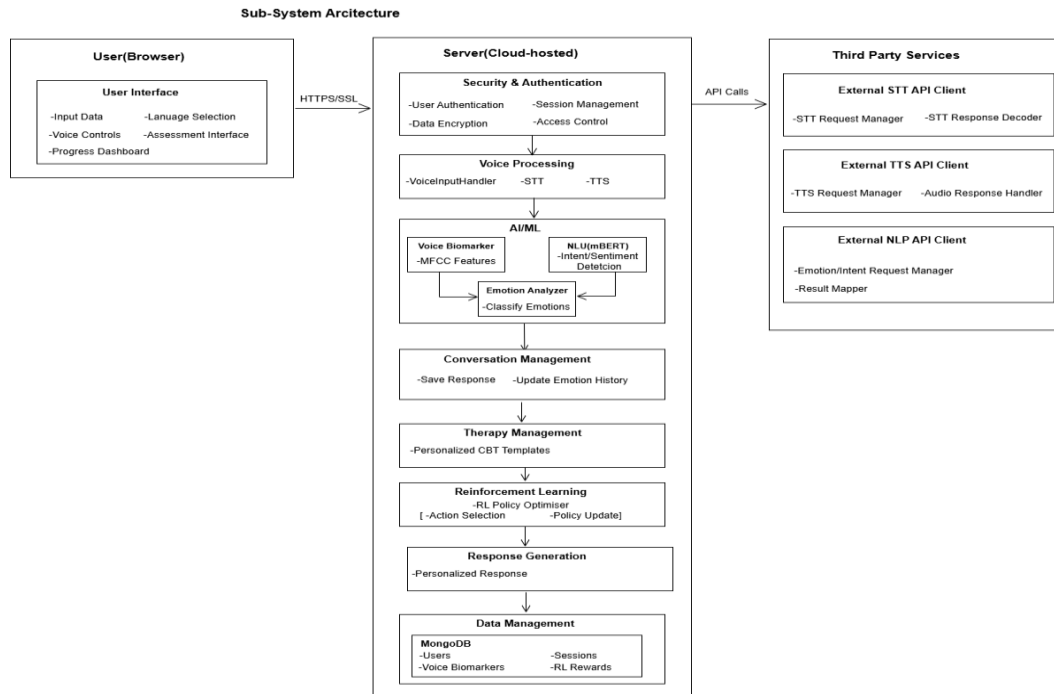 Sub-System Arcitecture
User(Browser)
User Interface
-Input Data -Lanuage Selection
-Voice Controls -Assessment Interface
-Progress Dashboard
HTTPS/SSL
Server(Cloud-hosted)
Security & Authentication
-User Authentication -Session Management
-Data Encryption -Access Control
Voice Processing
-VoiceInputHandler -STT -TTS
AI/ML
Voice Biomarker
-MFCC Features
NLU(mBERT)
-Intent/Sentiment
Detetcion
Emotion Analyzer
-Classify Emotions
Conversation Management
-Save Response -Update Emotion History
Therapy Management
-Personalized CBT Templates
Reinforcement Learning
-RL Policy Optimiser
[ -Action Selection -Policy Update]
Response Generation
-Personalized Response
Data Management
MongoDB
-Users -Sessions
-Voice Biomarkers -RL Rewards
API Calls
Third Party Services
External STT API Client
-STT Request Manager -STT Response Decoder
External TTS API Client
-TTS Request Manager -Audio Response Handler
External NLP API Client
-Emotion/Intent Request Manager
-Result Mapper